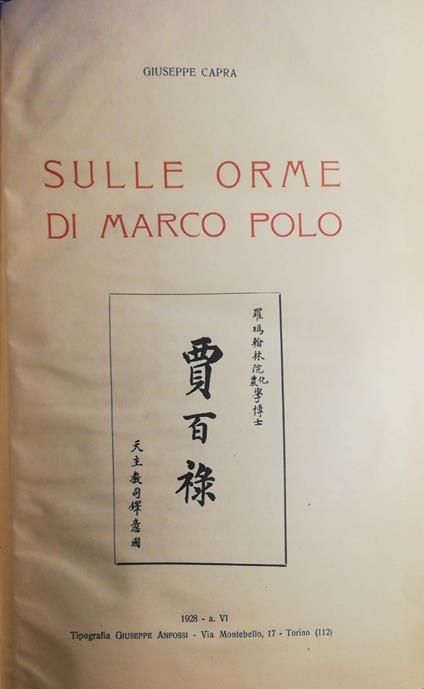 GIUSEPPE CAPRA
SULLE ORME
DI MARCO POLO
羅瑪翰林院化農學博士
賈百祿
天主教司鐸意國
1928 - a. VI
Tipografia GIUSEPPE ANFOSSI - Via Montebello, 17 - Torino (112)